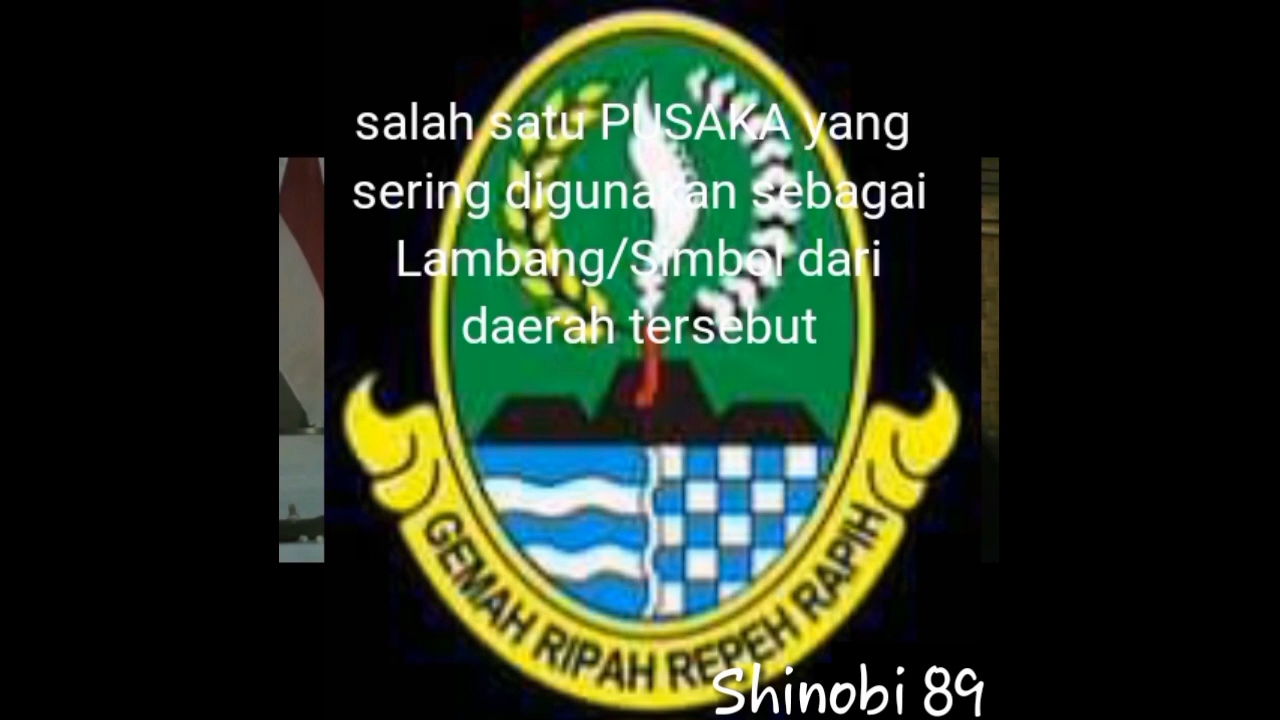 salah satu PUSAKA yang
sering digunakan sebagai
Lambang/Simbol dari
daerah tersebut
GEMAH RIPAH REPEH RAPIH
Shinobi 89